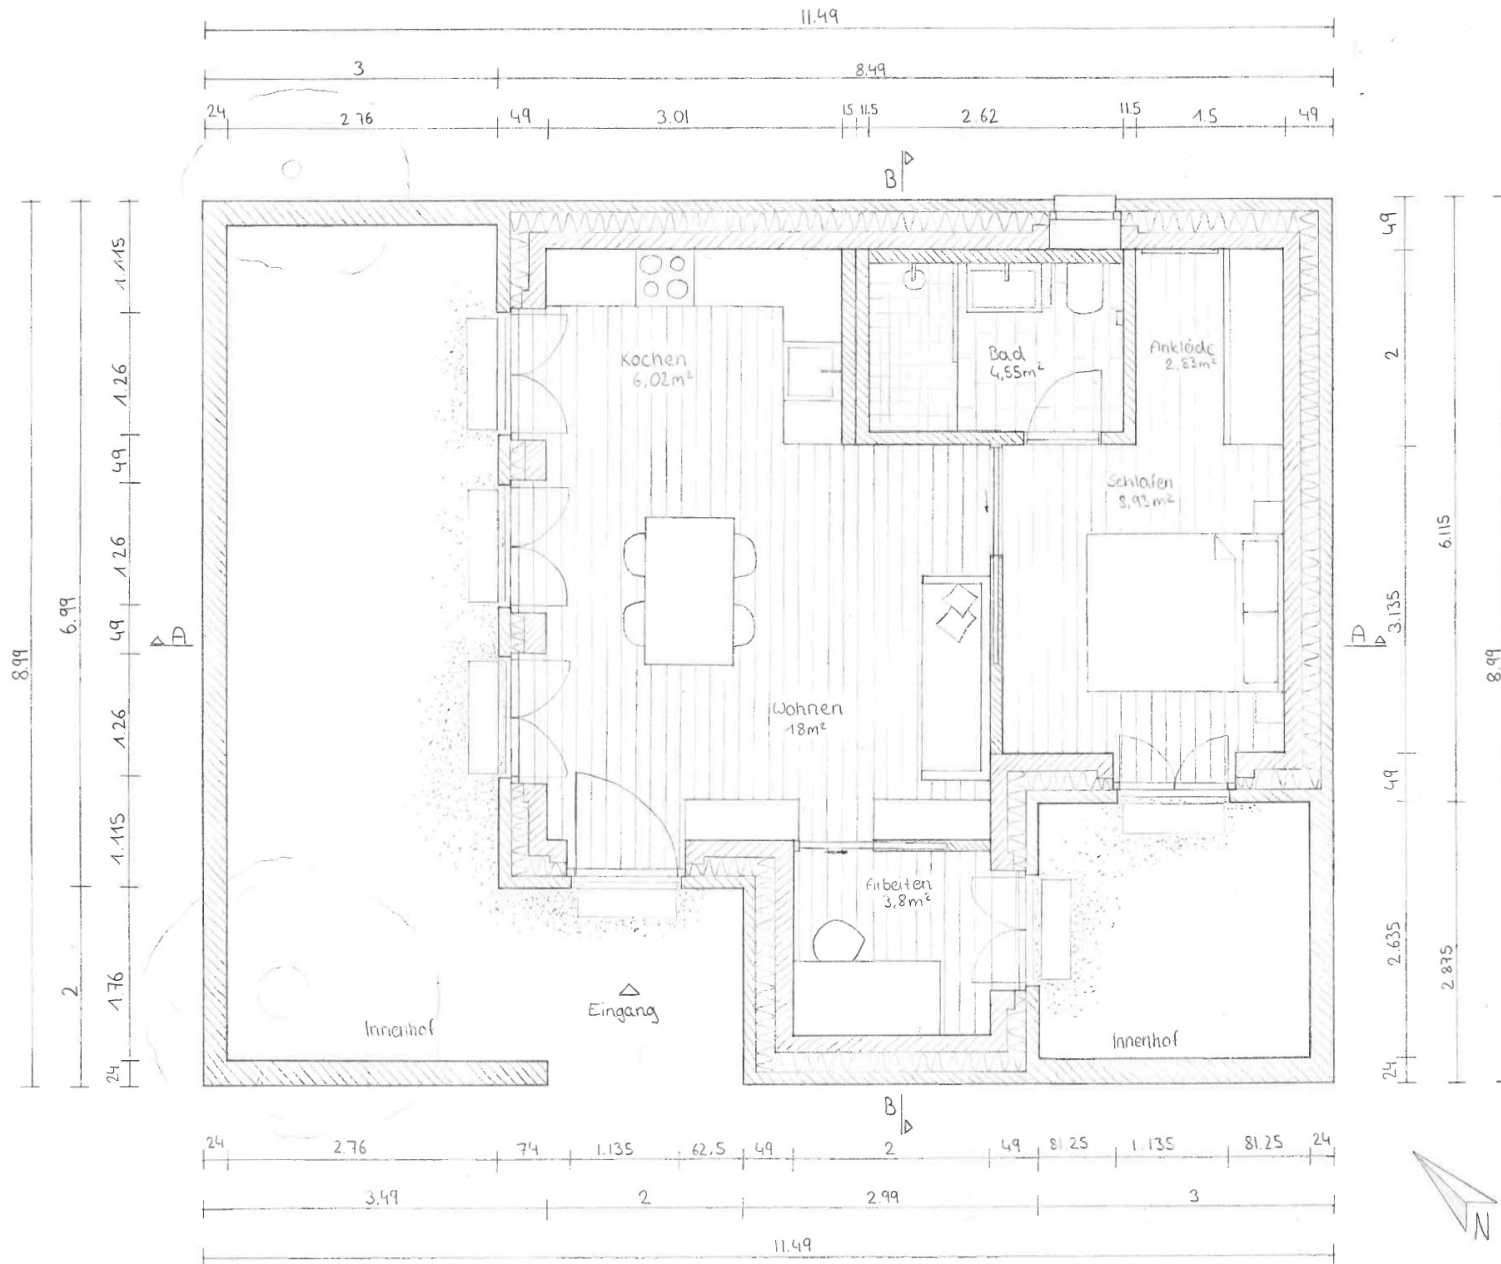 11.49
3 8.49
24 2.76 49 3.01 15 11.5 2.62 11.5 1.5 49
B
8.99
6.99
2
1.115
1.26
49
1.26
49
1.26
1.115
1.76
24
A
Kochen
6,02m²
Bad
4,55m²
Ankleide
2,83m²
Schlafen
8,93m²
Wohnen
18m²
Arbeiten
3,8m²
Eingang
Innenhof
Innenhof
A
49
2
3.135
49
2.635
24
6.115
2.875
8.99
B
24 2.76 74 1.135 62.5 49 2 49 81.25 1.135 81.25 24
3.49 2 2.99 3
11.49
N